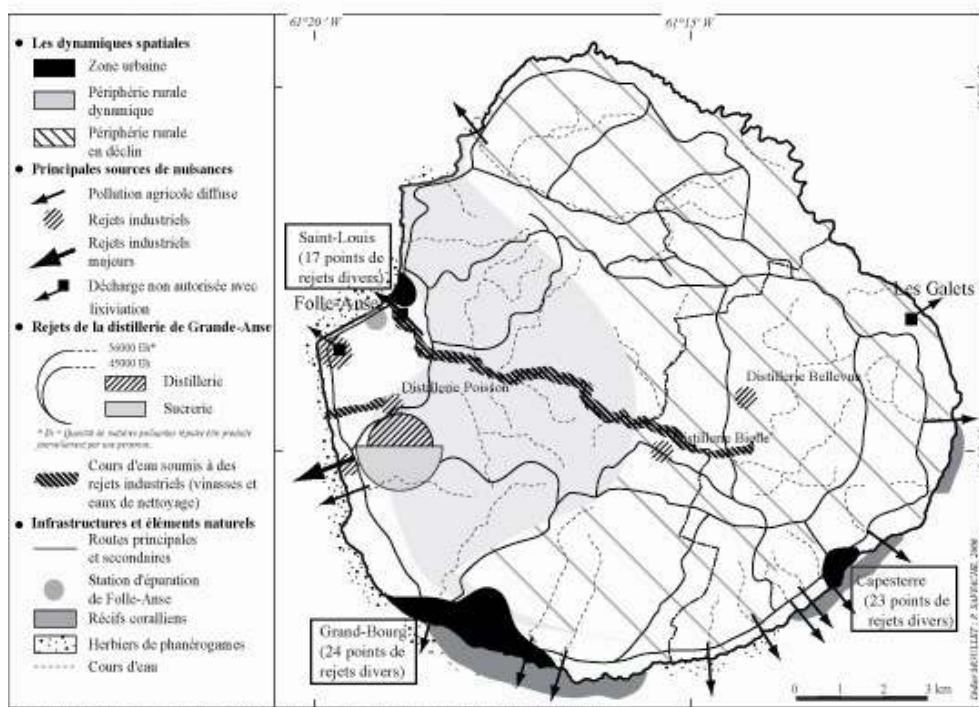 Les dynamiques spatiales
Zone urbaine
Périphérie rurale
dynamique
Périphérie rurale
en déclin
Principales sources de nuisances
Pollution agricole diffuse
Rejets industriels
Rejets industriels
majeurs
Décharge non autorisée avec
lixiviation
Rejets de la distillerie de Grande-Anse
56000 Eh*
45000 Eh
Distillerie
Sucrerie
Cours d'eau soumis à des
rejets industriels (vinasses et
eaux de nettoyage)
Infrastructures et éléments naturels
Routes principales
et secondaires
Station d'épuration
de Folle-Anse
Récifs coralliens
Herbiers de phanérogames
Cours d'eau
61°20' W
61°15' W
Saint-Louis
(17 points de
rejets divers)
Folle-Anse
Les Galets
Distillerie Poisson
Distillerie Bellevue
Distillerie Bielle
Capesterre
(23 points de
rejets divers)
Grand-Bourg
(24 points de
rejets divers)
0 1 2 3 km